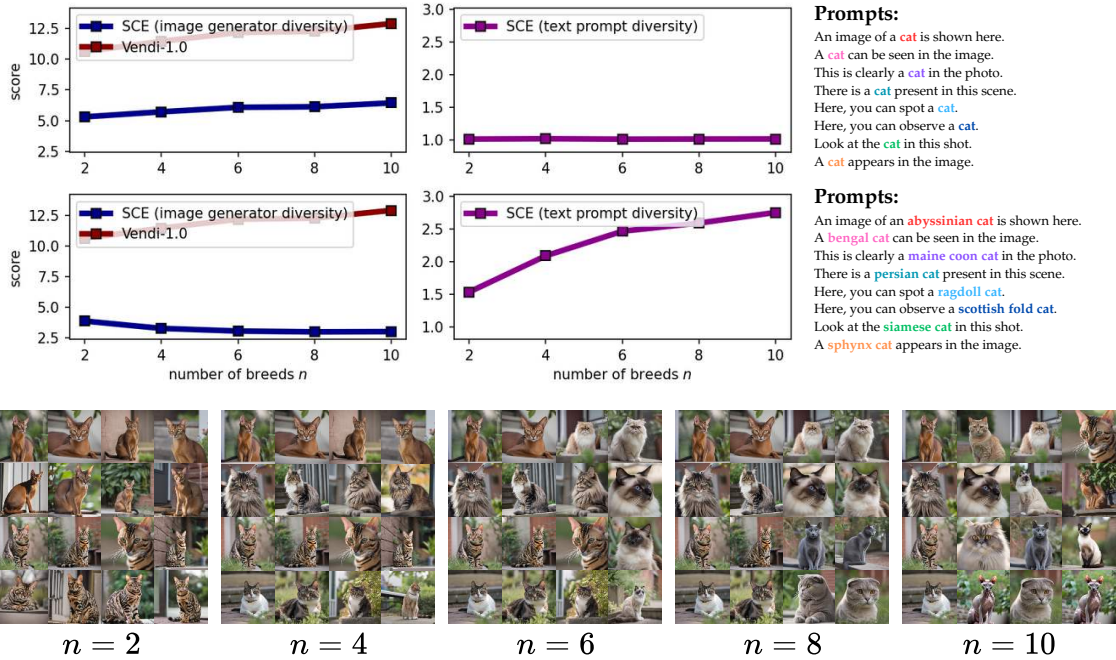 SCE (image generator diversity)
Vendi-1.0
12.5
10.0
7.5
5.0
2.5
score
2 4 6 8 10
SCE (text prompt diversity)
3.0
2.5
2.0
1.5
1.0
2 4 6 8 10
Prompts:
An image of a cat is shown here.
A cat can be seen in the image.
This is clearly a cat in the photo.
There is a cat present in this scene.
Here, you can spot a cat.
Here, you can observe a cat.
Look at the cat in this shot.
A cat appears in the image.
SCE (image generator diversity)
Vendi-1.0
12.5
10.0
7.5
5.0
2.5
score
2 4 6 8 10
number of breeds n
SCE (text prompt diversity)
3.0
2.5
2.0
1.5
1.0
2 4 6 8 10
number of breeds n
Prompts:
An image of an abyssinian cat is shown here.
A bengal cat can be seen in the image.
This is clearly a maine coon cat in the photo.
There is a persian cat present in this scene.
Here, you can spot a ragdoll cat.
Here, you can observe a scottish fold cat.
Look at the siamese cat in this shot.
A sphynx cat appears in the image.
n = 2
n = 4
n = 6
n = 8
n = 10